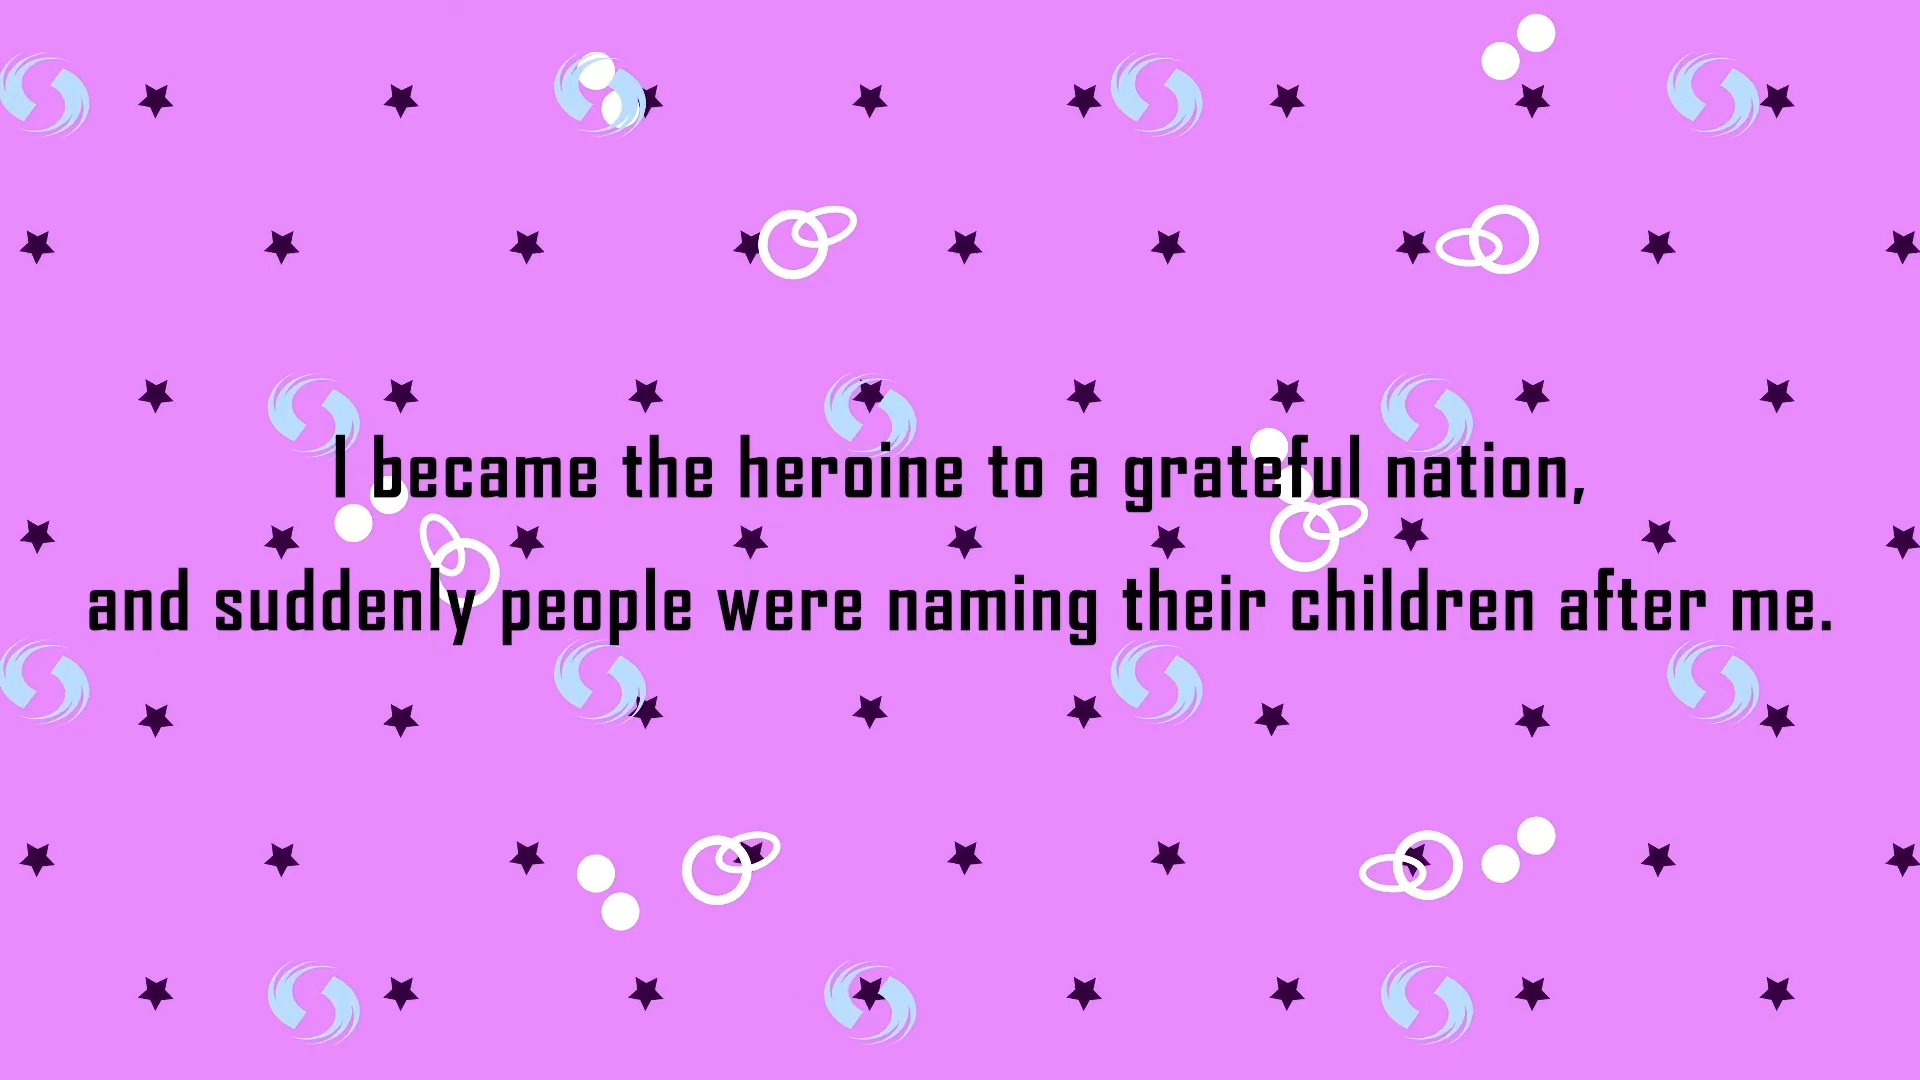 I became the heroine to a grateful nation,
and suddenly people were naming their children after me.